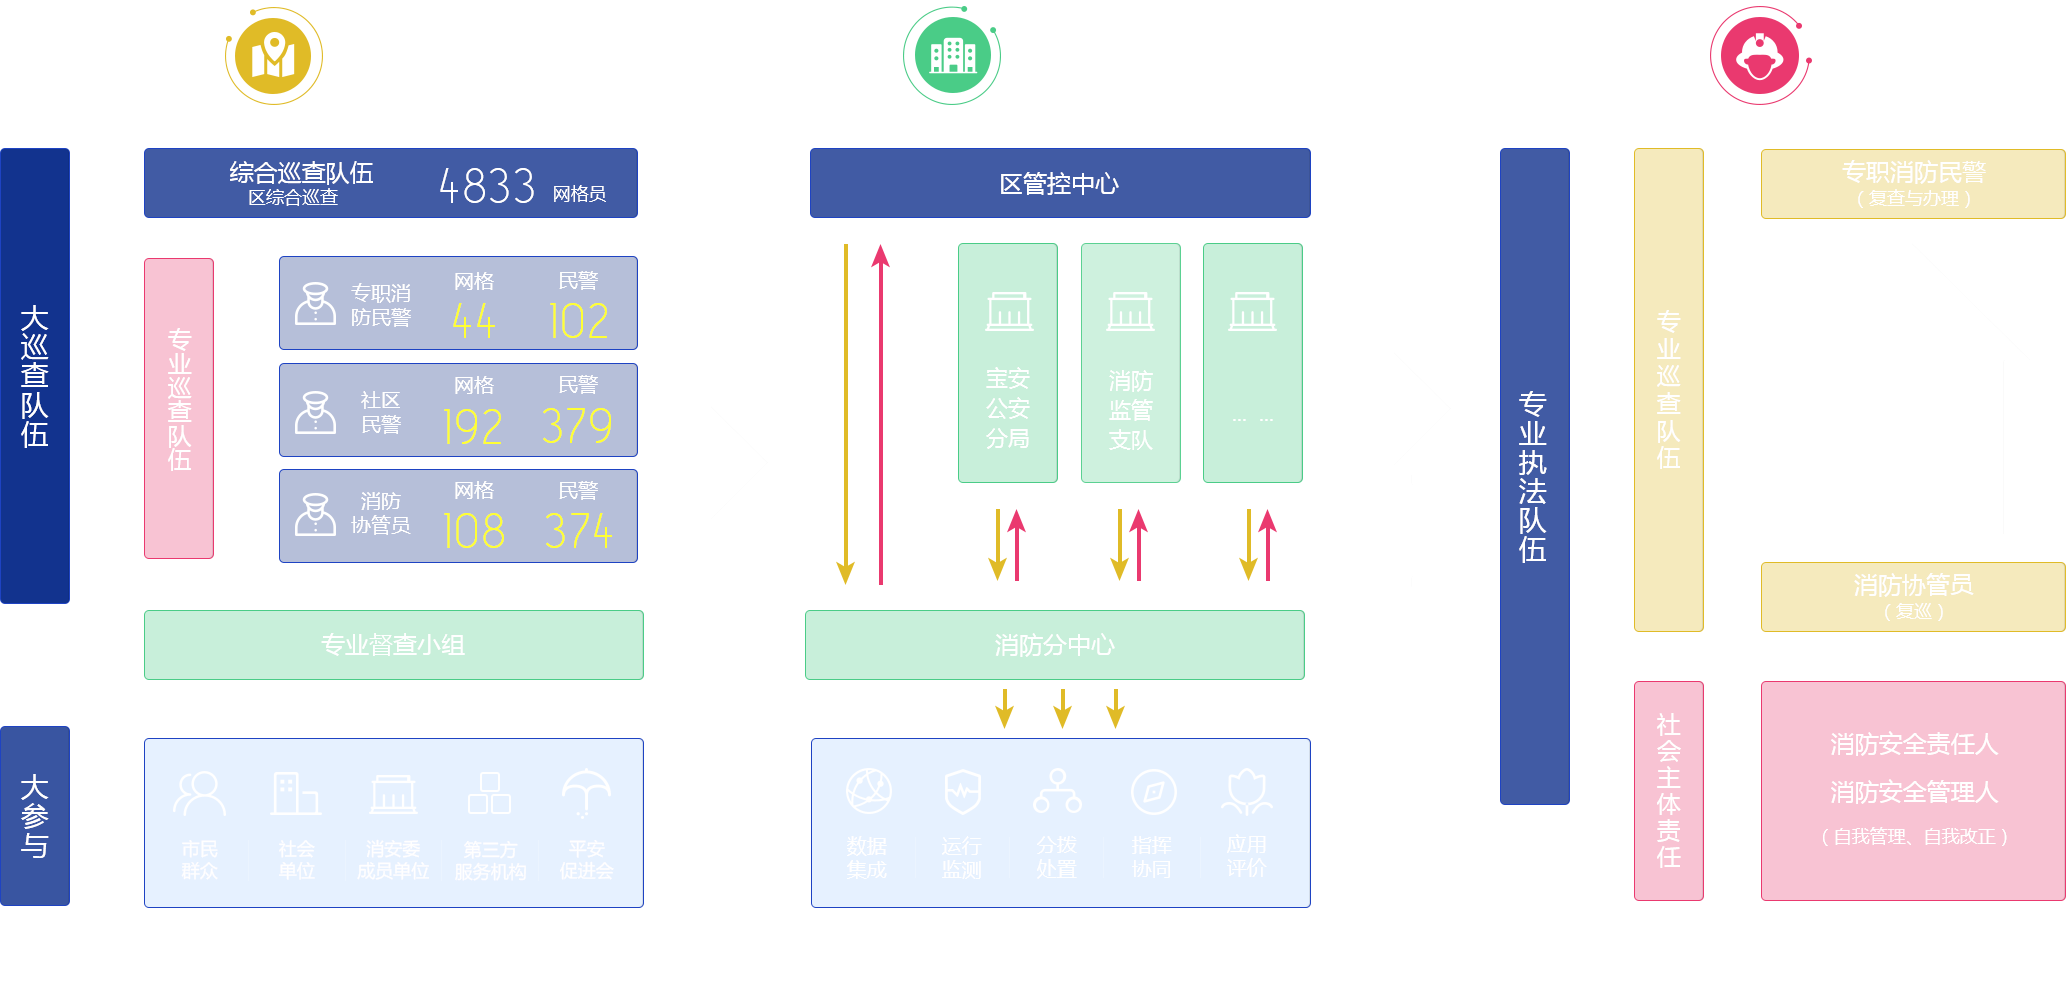 大巡查队伍
综合巡查队伍
区综合巡查
4833 网格员
专业巡查队伍
专职消
防民警
网格 民警
44 102
社区
民警
网格 民警
192 379
消防
协管员
网格 民警
108 374
专业督查小组
大参与
市民
群众
社会
单位
消安委
成员单位
第三方
服务机构
平安
促进会
区管控中心
宝安
公安
分局
消防
监管
支队
... ...
消防分中心
数据
集成
运行
监测
分拨
处置
指挥
协同
应用
评价
专业执法队伍
专业巡查队伍
专职消防民警
（复查与办理）
消防协管员
（复巡）
社会主体责任
消防安全责任人
消防安全管理人
（自我管理、自我改正）